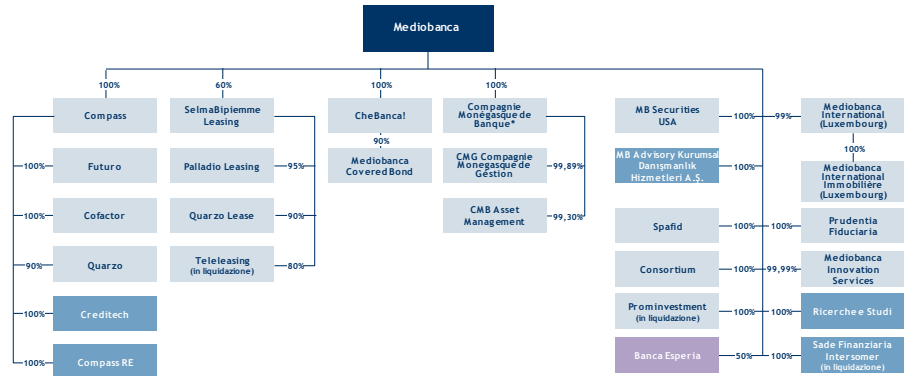 Mediobanca
100%
60%
100%
100%
Compass
SelmaBipiemme
Leasing
CheBanca!
Compagnie
Monégasque de
Banque*
MB Securities
USA
100%
99%
Mediobanca
International
(Luxembourg)
90%
100%
100%
Futuro
Palladio Leasing
95%
Mediobanca
Covered Bond
CMG Compagnie
Monégasque de
Géstion
99,89%
MB Advisory Kurumsal
Danışmanlık
Hizmetleri A.Ş.
100%
Mediobanca
International
Immobilière
(Luxembourg)
100%
Cofactor
Quarzo Lease
90%
CMB Asset
Management
99,30%
Spafid
100%
100%
Prudentia
Fiduciaria
90%
Quarzo
Teleleasing
(in liquidazione)
80%
Consortium
100%
99,99%
Mediobanca
Innovation
Services
100%
Creditech
Prominvestment
(in liquidazione)
100%
100%
Ricerche e Studi
100%
Compass RE
Banca Esperia
50%
100%
Sade Finanziaria
Intersomer
(in liquidazione)